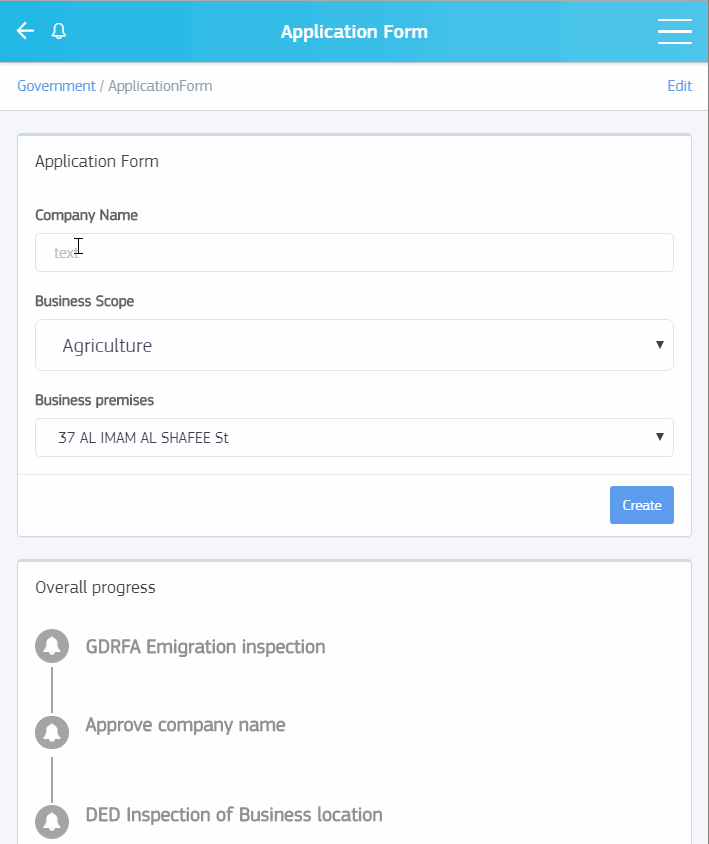 Application Form
Government / ApplicationForm
Edit
Application Form
Company Name
text
Business Scope
Agriculture
Business premises
37 AL IMAM AL SHAFEE St
Create
Overall progress
GDRFA Emigration inspection
Approve company name
DED Inspection of Business location